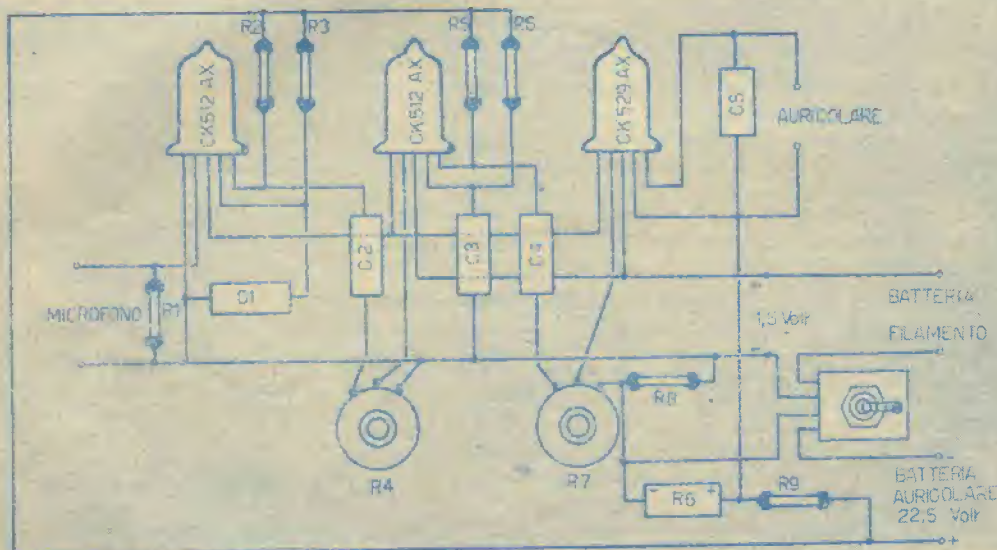 R2
R3
R5
R6
CK512 AX
CK512 AX
CK529 AX
C5
AURICOLARE
C2
C3
C4
MICROFONO
R1
C1
+
BATTERIA
1,5 Volt
-
FILAMENTO
R8
R4
R7
-
R6
+
R9
-
BATTERIA
AURICOLARE
22,5 Volt
+